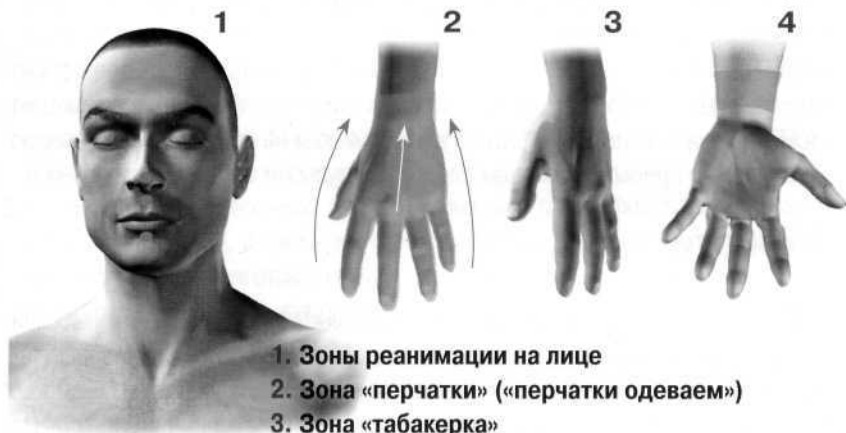 1 2 3 4
1. Зоны реанимации на лице
2. Зона «перчатки» («перчатки одеваем»)
3. Зона «табакерка»